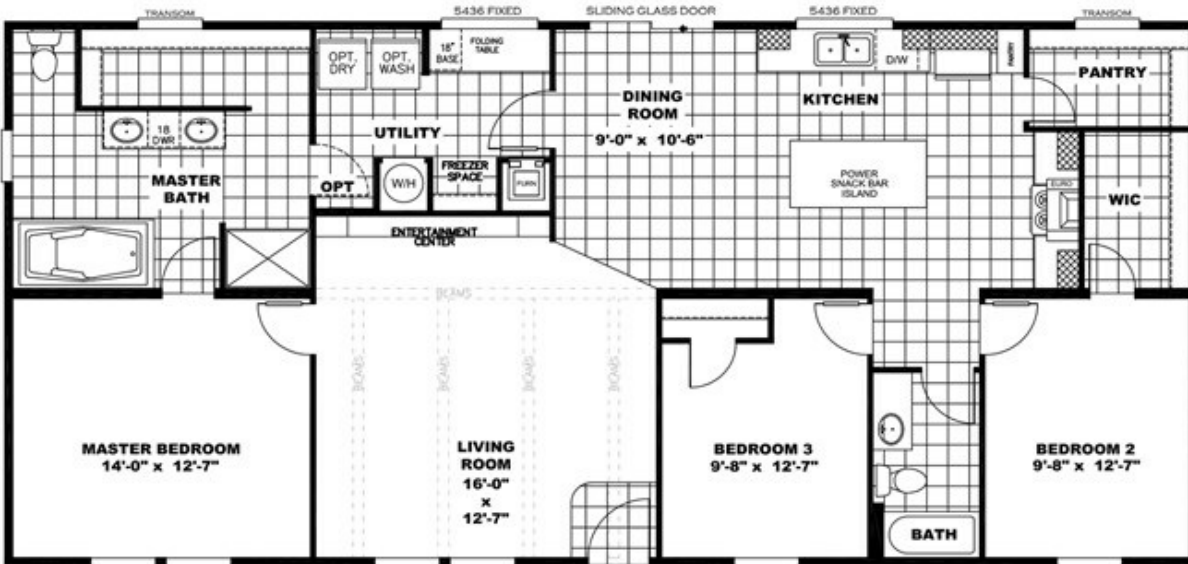 TRANSOM
5436 FIXED
SLIDING GLASS DOOR
5436 FIXED
TRANSOM
OPT.
DRY
OPT.
WASH
18"
BASE
FOLDING
TABLE
D/W
PANTRY
PANTRY
DINING
ROOM
9'-0" x 10'-6"
KITCHEN
UTILITY
18
DWR
MASTER
BATH
OPT
W/H
FREEZER
SPACE
FURN
POWER
SNACK BAR
ISLAND
EURO
WIC
ENTERTAINMENT
CENTER
BEAMS
BEAMS
BEAMS
BEAMS
BEAMS
MASTER BEDROOM
14'-0" x 12'-7"
LIVING
ROOM
16'-0"
x
12'-7"
BEDROOM 3
9'-8" x 12'-7"
BEDROOM 2
9'-8" x 12'-7"
BATH